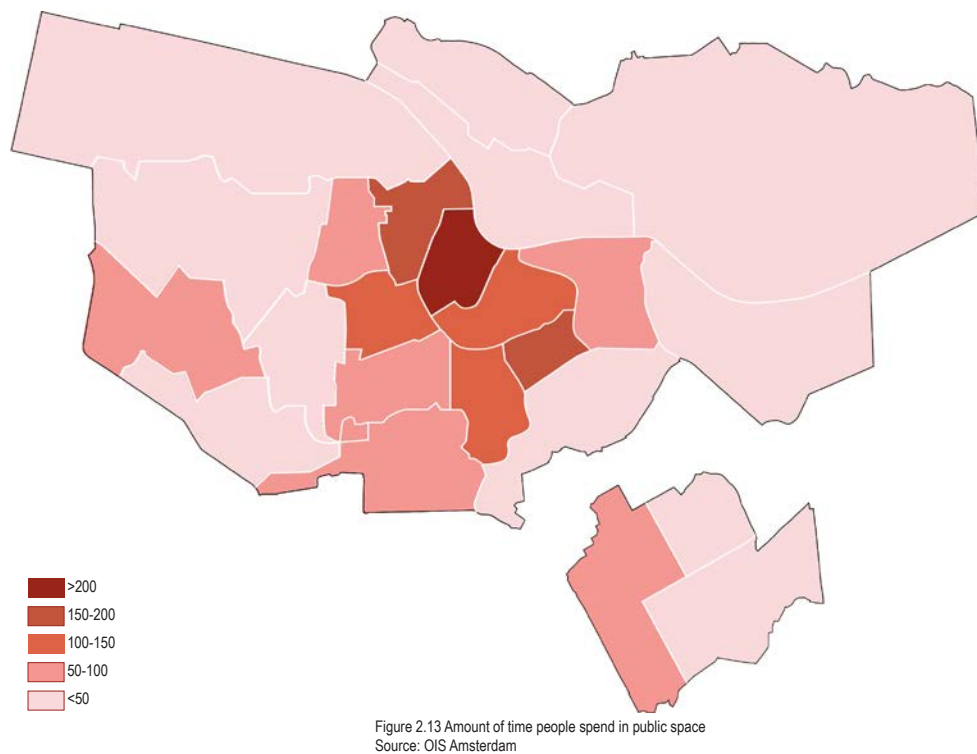 >200
150-200
100-150
50-100
<50
Figure 2.13 Amount of time people spend in public space
Source: OIS Amsterdam